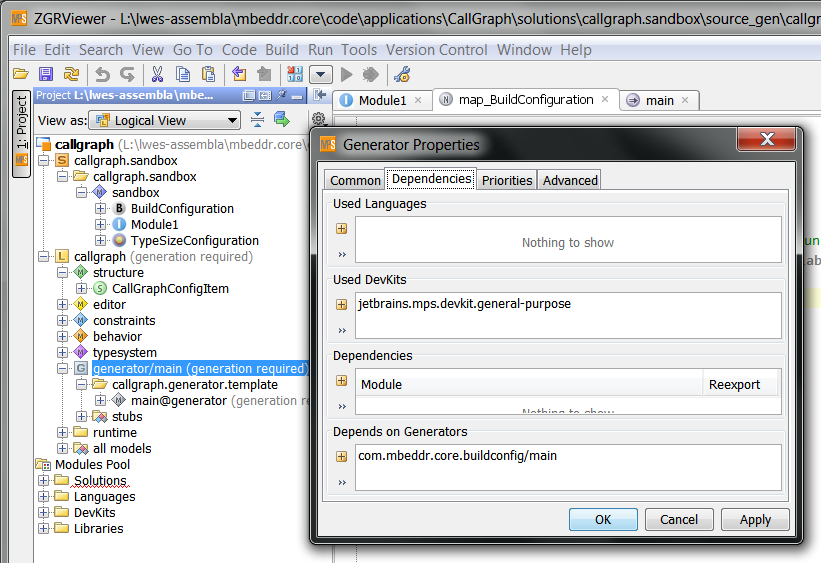 ZGRViewer - L:\lwes-assembla\mbeddr.core\code\applications\CallGraph\solutions\callgraph.sandbox\source_gen\callgr
File Edit Search View Go To Code Build Run Tools Version Control Window Help
1: Project
MPS
Project L:\lwes-assembla\mbe...
Module1
map_BuildConfiguration
main
View as: Logical View
callgraph (L:\lwes-assembla\mbeddr.core\
S callgraph.sandbox
callgraph.sandbox
M sandbox
B BuildConfiguration
I Module1
TypeSizeConfiguration
L callgraph (generation required)
M structure
S CallGraphConfigItem
M editor
M constraints
M behavior
M typesystem
G generator/main (generation required)
callgraph.generator.template
M main@generator (generation re
stubs
runtime
all models
Modules Pool
Solutions
Languages
DevKits
Libraries
MPS Generator Properties
Common Dependencies Priorities Advanced
Used Languages
Nothing to show
Used DevKits
jetbrains.mps.devkit.general-purpose
Dependencies
Module Reexport
Nothing to show
Depends on Generators
com.mbeddr.core.buildconfig/main
OK Cancel Apply
un
ab